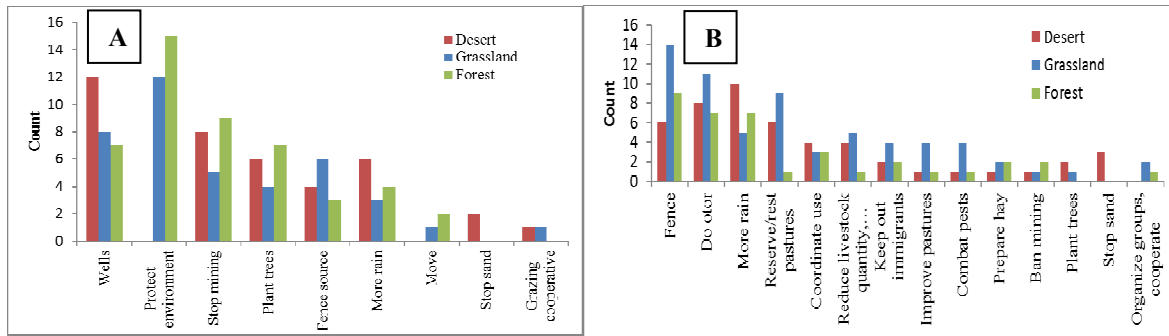 A
16
14
12
10
8
6
4
2
0
Count
Desert
Grassland
Forest
Wells
Protect
environment
Stop mining
Plant trees
Fence source
More rain
Move
Stop sand
Grazing
cooperative
B
16
14
12
10
8
6
4
2
0
Count
Desert
Grassland
Forest
Fence
Do otor
More rain
Reserve/rest
pastures
Coordinate use
Reduce livestock
quantity,...
Keep out
immigrants
Improve pastures
Combat pests
Prepare hay
Ban mining
Plant trees
Stop sand
Organize groups,
cooperate